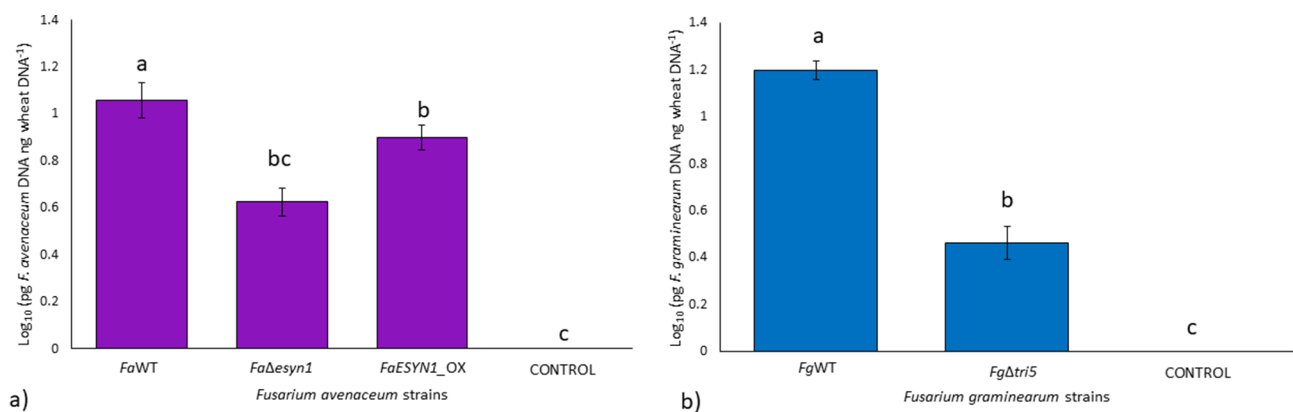 Log10 (pg F. avenaceum DNA ng wheat DNA-1)
1.4
1.2
1
0.8
0.6
0.4
0.2
0
a
bc
b
c
FaWT
FaΔesyn1
FaESYN1_OX
CONTROL
Fusarium avenaceum strains
a)
Log10 (pg F. graminearum DNA ng wheat DNA-1)
1.4
1.2
1
0.8
0.6
0.4
0.2
0
a
b
c
FgWT
FgΔtri5
CONTROL
Fusarium graminearum strains
b)